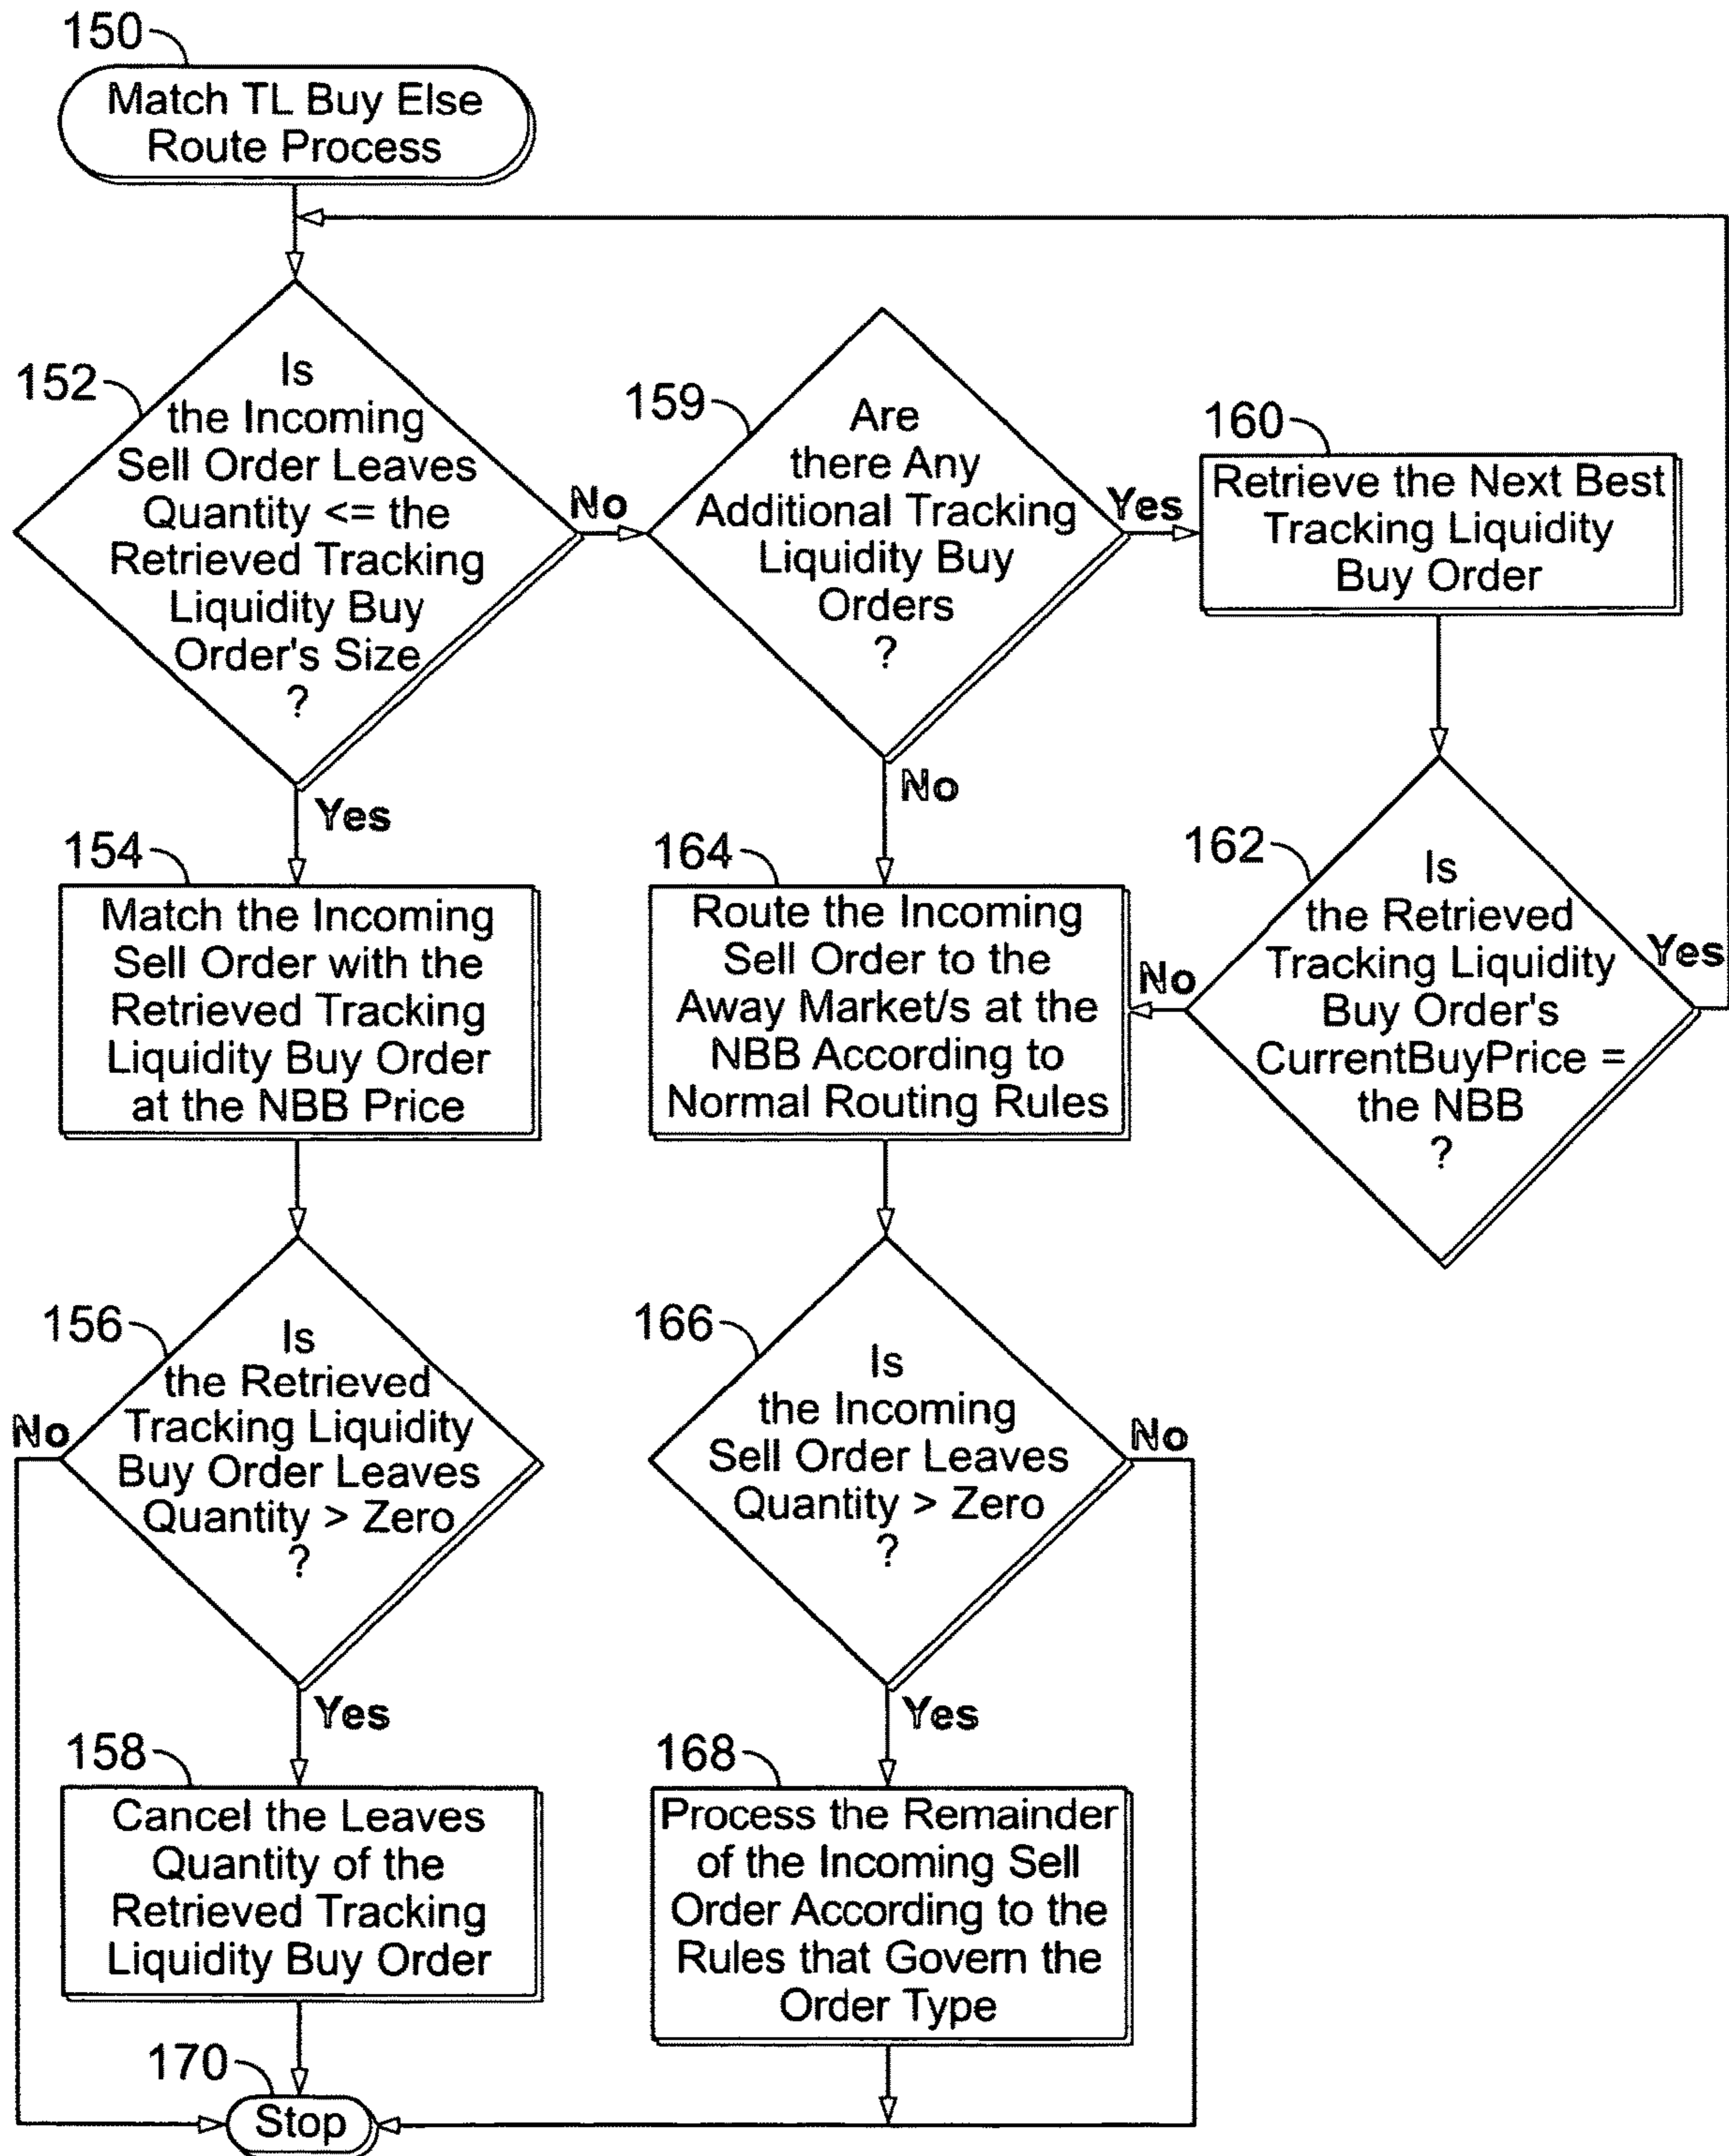 150
Match TL Buy Else
Route Process
152
Is
the Incoming
Sell Order Leaves
Quantity <= the
Retrieved Tracking
Liquidity Buy
Order's Size
?
No
Yes
159
Are
there Any
Additional Tracking
Liquidity Buy
Orders
?
Yes
No
160
Retrieve the Next Best
Tracking Liquidity
Buy Order
162
Is
the Retrieved
Tracking Liquidity
Buy Order's
CurrentBuyPrice =
the NBB
?
Yes
No
154
Match the Incoming
Sell Order with the
Retrieved Tracking
Liquidity Buy Order
at the NBB Price
164
Route the Incoming
Sell Order to the
Away Market/s at the
NBB According to
Normal Routing Rules
156
Is
the Retrieved
Tracking Liquidity
Buy Order Leaves
Quantity > Zero
?
No
Yes
166
Is
the Incoming
Sell Order Leaves
Quantity > Zero
?
No
Yes
158
Cancel the Leaves
Quantity of the
Retrieved Tracking
Liquidity Buy Order
168
Process the Remainder
of the Incoming Sell
Order According to the
Rules that Govern the
Order Type
170
Stop